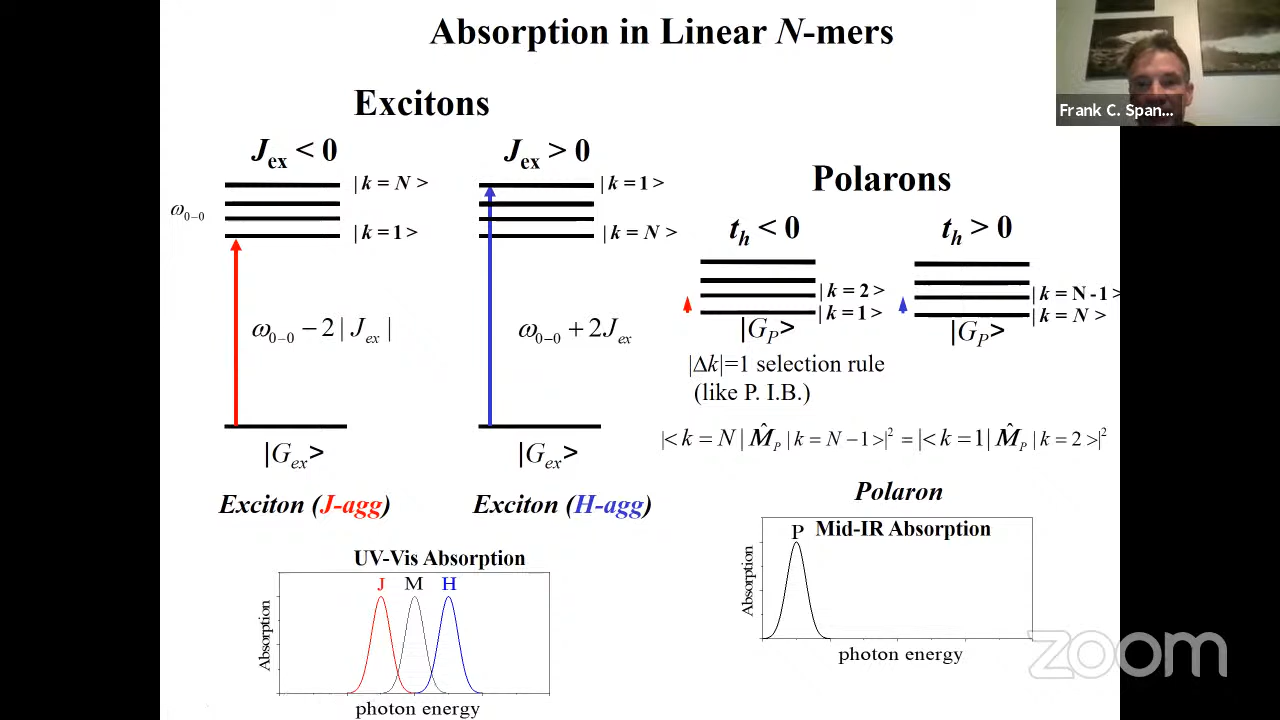 Absorption in Linear N-mers
Frank C. Span...
Excitons
J_ex < 0
J_ex > 0
| k = N >
| k = 1 >
ω_0–0
| k = 1 >
| k = N >
ω_0–0 − 2 | J_ex |
ω_0–0 + 2J_ex
|G_ex>
|G_ex>
Exciton (J-agg)
Exciton (H-agg)
UV-Vis Absorption
J M H
Absorption
photon energy
Polarons
t_h < 0
t_h > 0
| k = 2 >
| k = 1 >
| k = N -1 >
| k = N >
|G_P>
|G_P>
|Δk|=1 selection rule
(like P. I.B.)
|< k = N | M̂_P | k = N −1 >|² = |< k = 1 | M̂_P | k = 2 >|²
Polaron
P Mid-IR Absorption
Absorption
photon energy
zoom